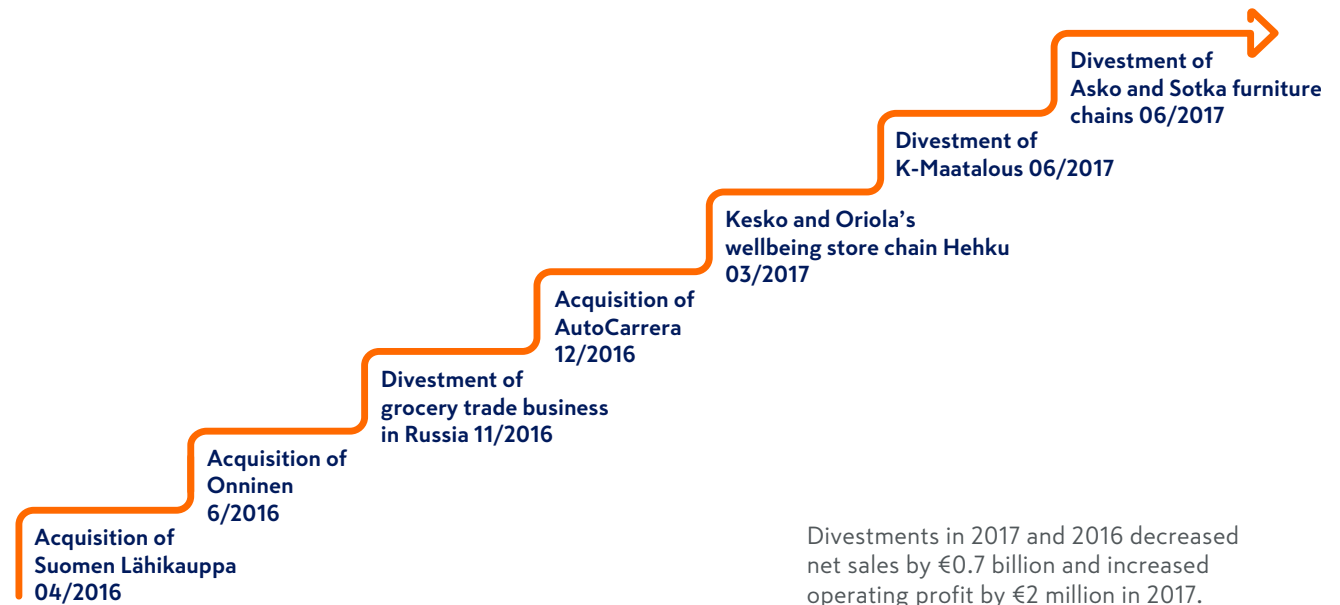 Divestment of
Asko and Sotka furniture
chains 06/2017
Divestment of
K-Maatalous 06/2017
Kesko and Oriola’s
wellbeing store chain Hehku
03/2017
Acquisition of
AutoCarrera
12/2016
Divestment of
grocery trade business
in Russia 11/2016
Acquisition of
Onninen
6/2016
Acquisition of
Suomen Lähikauppa
04/2016
Divestments in 2017 and 2016 decreased
net sales by €0.7 billion and increased
operating profit by €2 million in 2017.